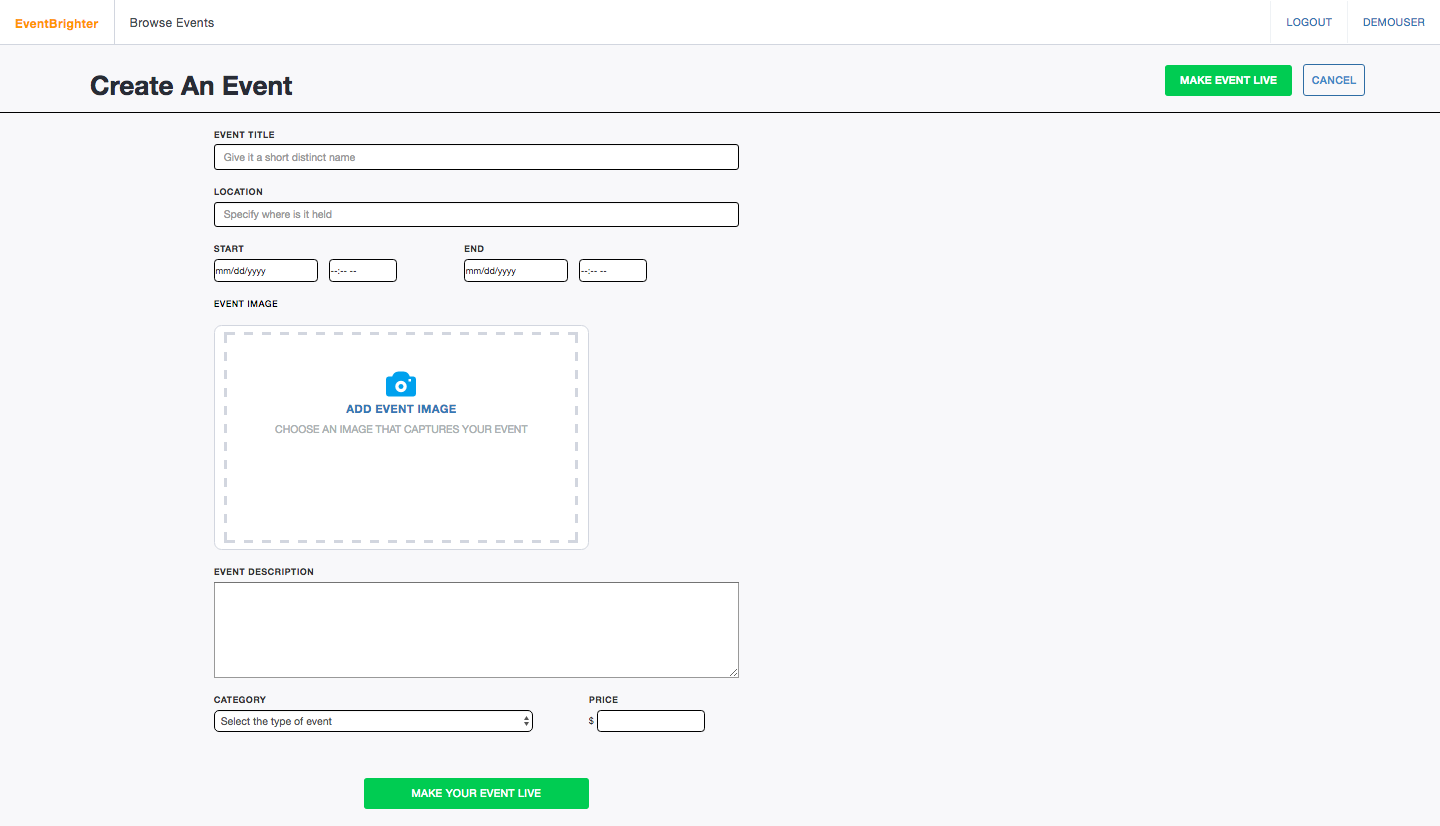 EventBrighter
Browse Events
LOGOUT
DEMOUSER
Create An Event
MAKE EVENT LIVE
CANCEL
EVENT TITLE
Give it a short distinct name
LOCATION
Specify where is it held
START
END
mm/dd/yyyy
--:-- --
mm/dd/yyyy
--:-- --
EVENT IMAGE
ADD EVENT IMAGE
CHOOSE AN IMAGE THAT CAPTURES YOUR EVENT
EVENT DESCRIPTION
CATEGORY
PRICE
Select the type of event
$
MAKE YOUR EVENT LIVE